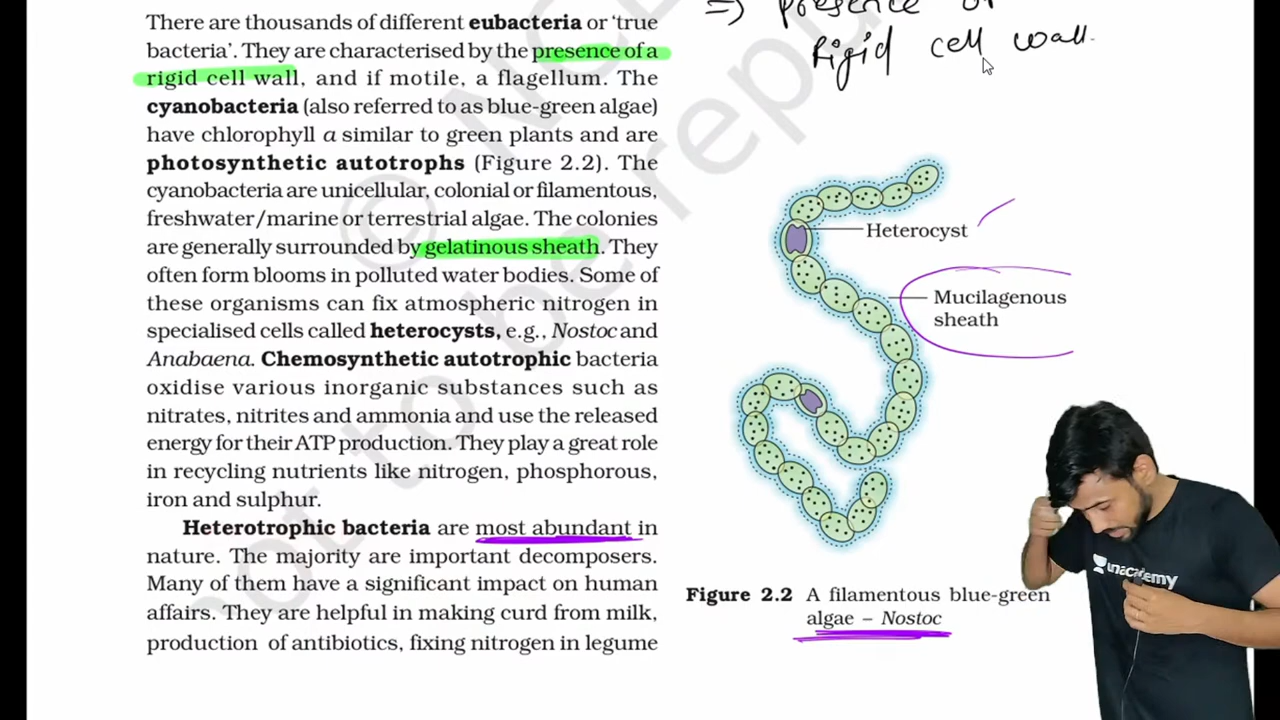 There are thousands of different eubacteria or ‘true
bacteria’. They are characterised by the presence of a
rigid cell wall, and if motile, a flagellum. The
cyanobacteria (also referred to as blue-green algae)
have chlorophyll a similar to green plants and are
photosynthetic autotrophs (Figure 2.2). The
cyanobacteria are unicellular, colonial or filamentous,
freshwater/marine or terrestrial algae. The colonies
are generally surrounded by gelatinous sheath. They
often form blooms in polluted water bodies. Some of
these organisms can fix atmospheric nitrogen in
specialised cells called heterocysts, e.g., Nostoc and
Anabaena. Chemosynthetic autotrophic bacteria
oxidise various inorganic substances such as
nitrates, nitrites and ammonia and use the released
energy for their ATP production. They play a great role
in recycling nutrients like nitrogen, phosphorous,
iron and sulphur.
Heterotrophic bacteria are most abundant in
nature. The majority are important decomposers.
Many of them have a significant impact on human
affairs. They are helpful in making curd from milk,
production of antibiotics, fixing nitrogen in legume
⇒ presence of
Rigid cell wall
Heterocyst
Mucilagenous
sheath
Figure 2.2 A filamentous blue-green
algae – Nostoc
unacademy
not to be repu
©